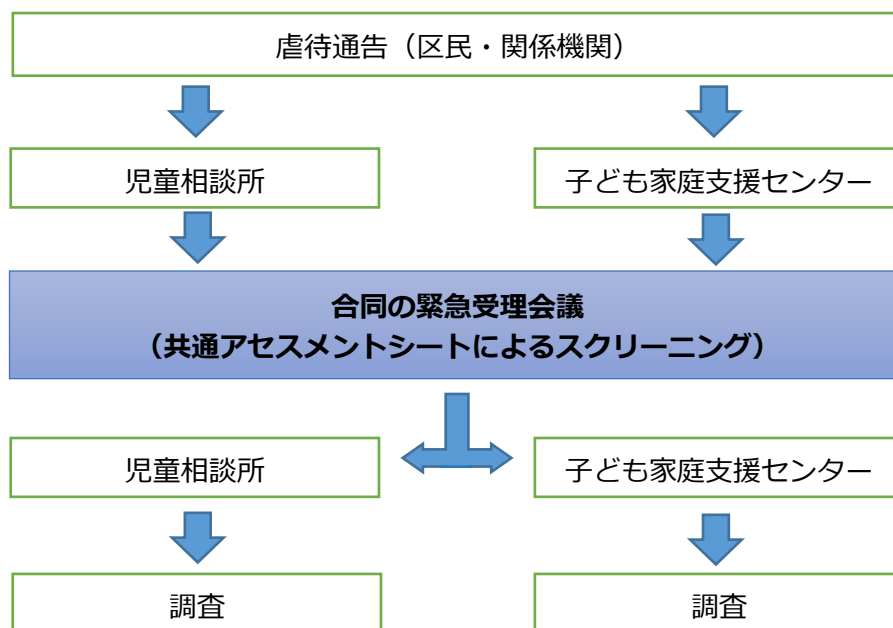 虐待通告（区民・関係機関）
児童相談所
子ども家庭支援センター
合同の緊急受理会議
（共通アセスメントシートによるスクリーニング）
児童相談所
子ども家庭支援センター
調査
調査